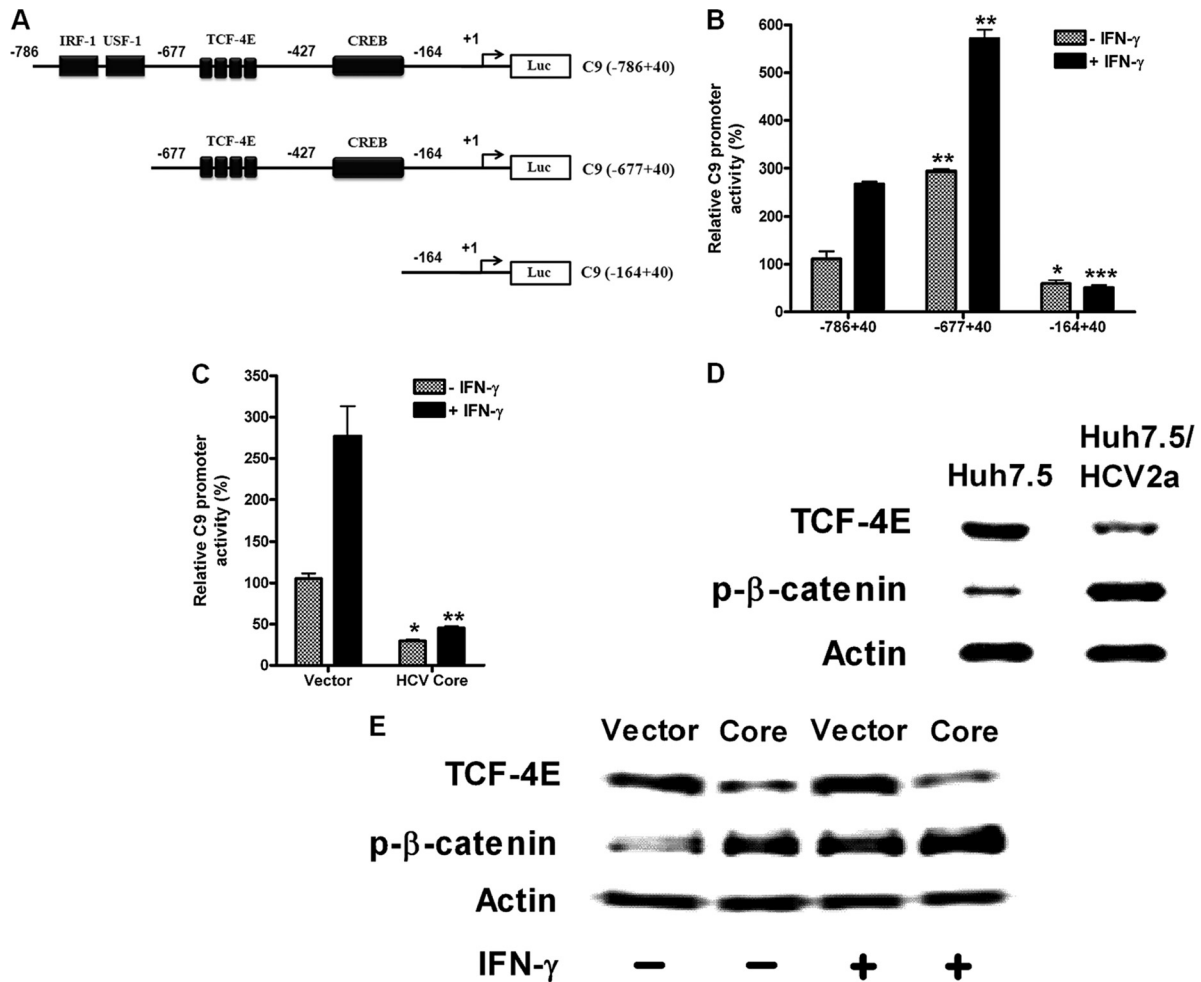 A
IRF-1 USF-1 TCF-4E CREB
-786 -677 -427 -164 +1
Luc C9 (-786+40)
TCF-4E CREB
-677 -427 -164 +1
Luc C9 (-677+40)
-164 +1
Luc C9 (-164+40)
B
Relative C9 promoter
activity (%)
600
500
400
300
200
100
0
- IFN-γ
+ IFN-γ
**
**
*
***
-786+40 -677+40 -164+40
C
Relative C9 promoter
activity (%)
350
300
250
200
150
100
50
0
- IFN-γ
+ IFN-γ
*
**
Vector HCV Core
D
Huh7.5 Huh7.5/
HCV2a
TCF-4E
p-β-catenin
Actin
E
Vector Core Vector Core
TCF-4E
p-β-catenin
Actin
IFN-γ − − + +